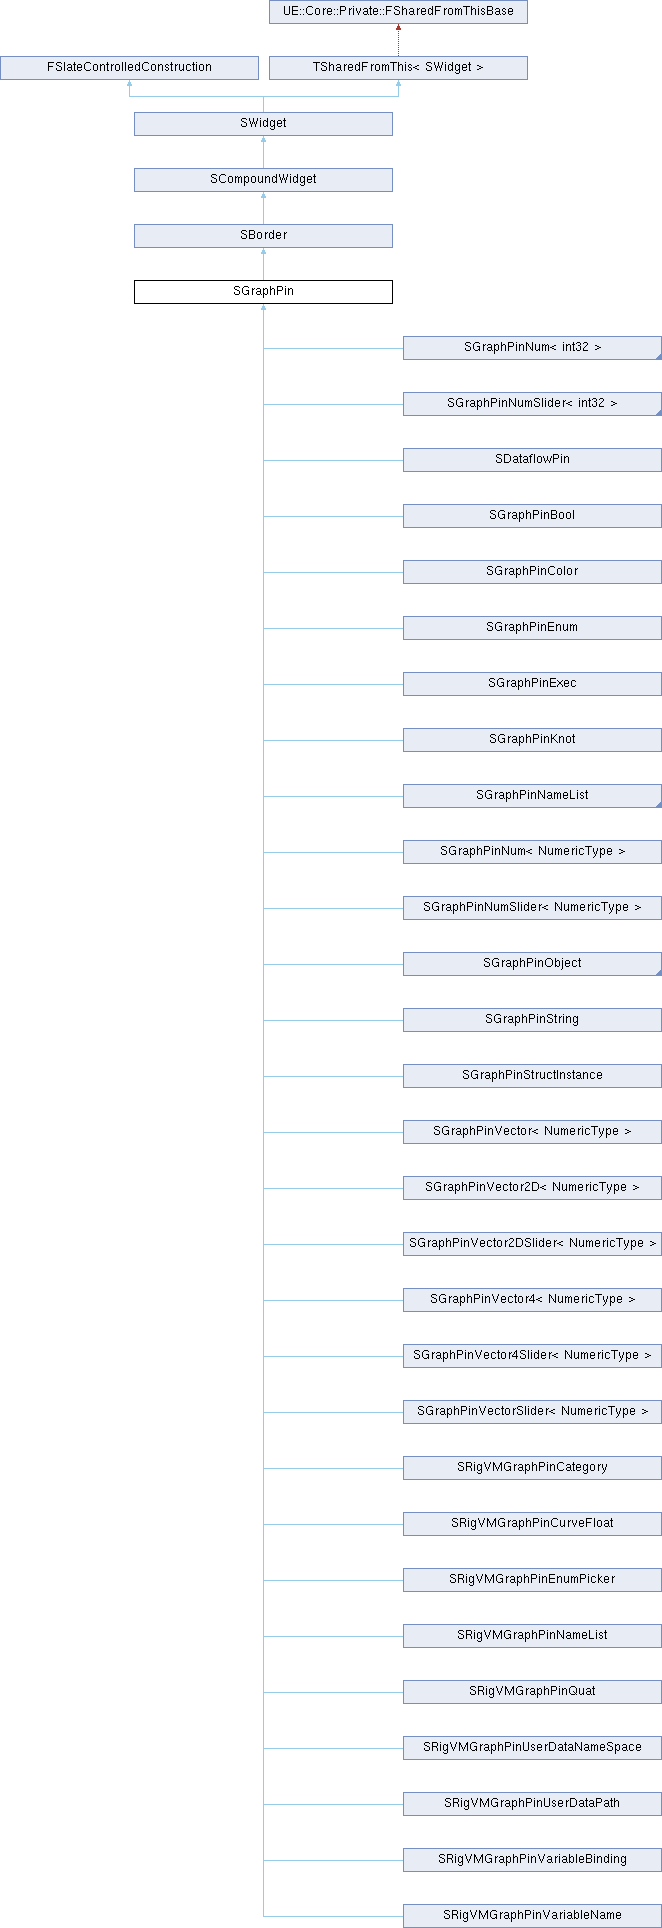 UE::Core::Private::FSharedFromThisBase
FSlateControlledConstruction
TSharedFromThis< SWidget >
SWidget
SCompoundWidget
SBorder
SGraphPin
SGraphPinNum< int32 >
SGraphPinNumSlider< int32 >
SDataflowPin
SGraphPinBool
SGraphPinColor
SGraphPinEnum
SGraphPinExec
SGraphPinKnot
SGraphPinNameList
SGraphPinNum< NumericType >
SGraphPinNumSlider< NumericType >
SGraphPinObject
SGraphPinString
SGraphPinStructInstance
SGraphPinVector< NumericType >
SGraphPinVector2D< NumericType >
SGraphPinVector2DSlider< NumericType >
SGraphPinVector4< NumericType >
SGraphPinVector4Slider< NumericType >
SGraphPinVectorSlider< NumericType >
SRigVMGraphPinCategory
SRigVMGraphPinCurveFloat
SRigVMGraphPinEnumPicker
SRigVMGraphPinNameList
SRigVMGraphPinQuat
SRigVMGraphPinUserDataNameSpace
SRigVMGraphPinUserDataPath
SRigVMGraphPinVariableBinding
SRigVMGraphPinVariableName